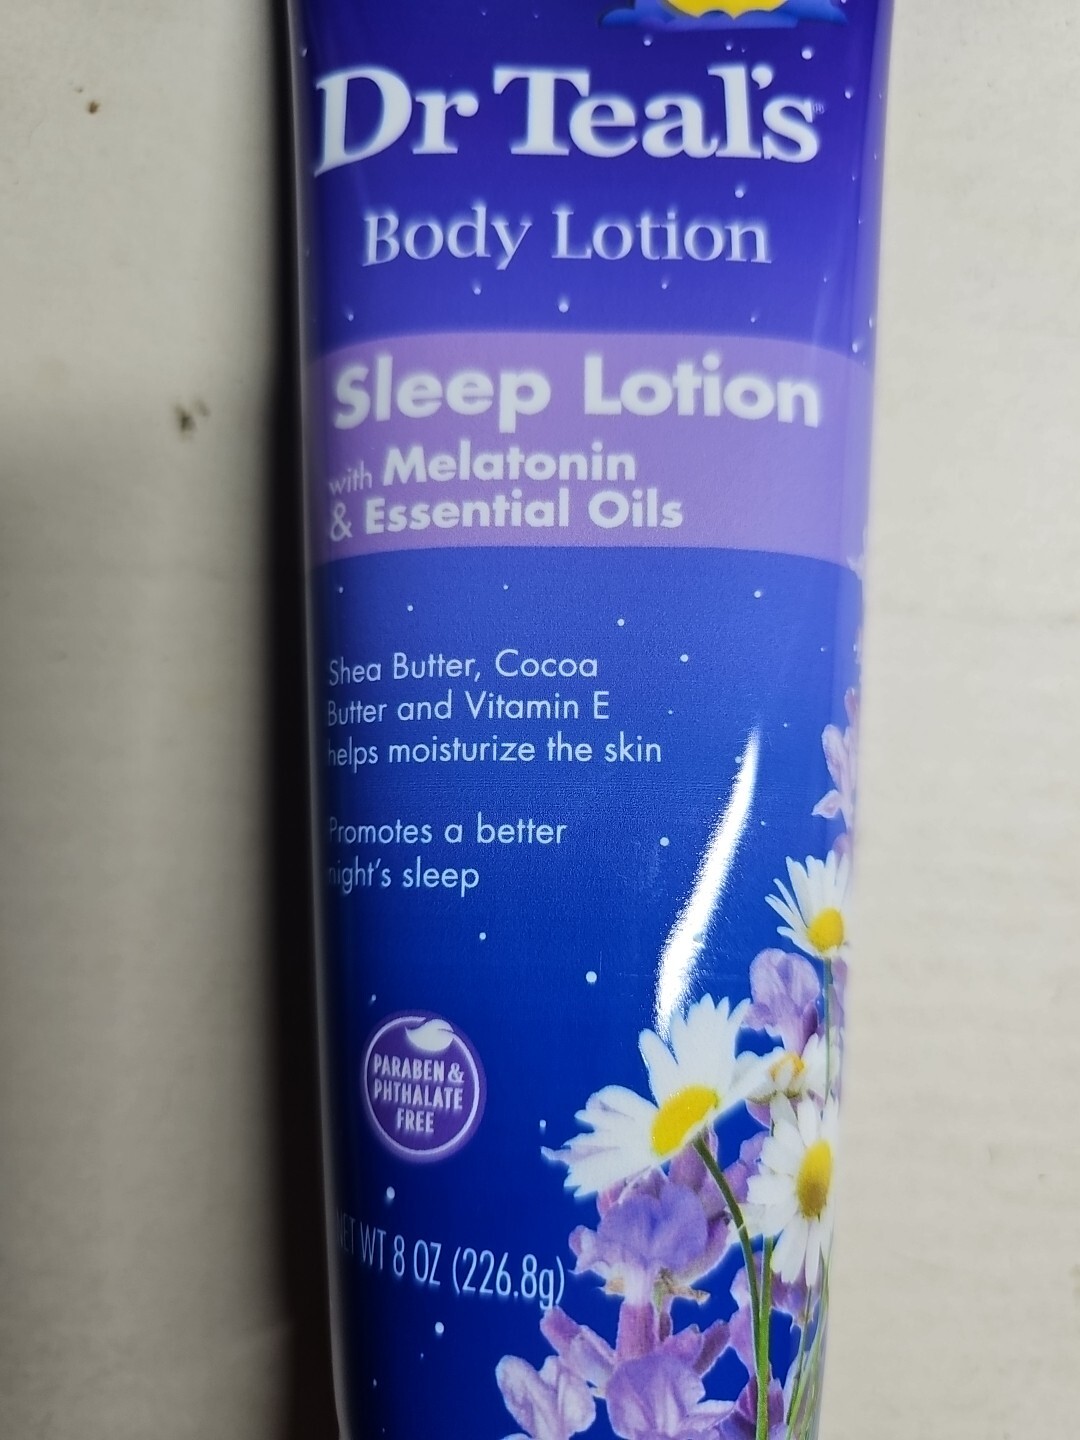 Dr Teal's
Body Lotion
Sleep Lotion
with Melatonin
& Essential Oils
Shea Butter, Cocoa
Butter and Vitamin E
helps moisturize the skin
Promotes a better
night's sleep
PARABEN &
PHTHALATE
FREE
NET WT 8 OZ (226.8g)